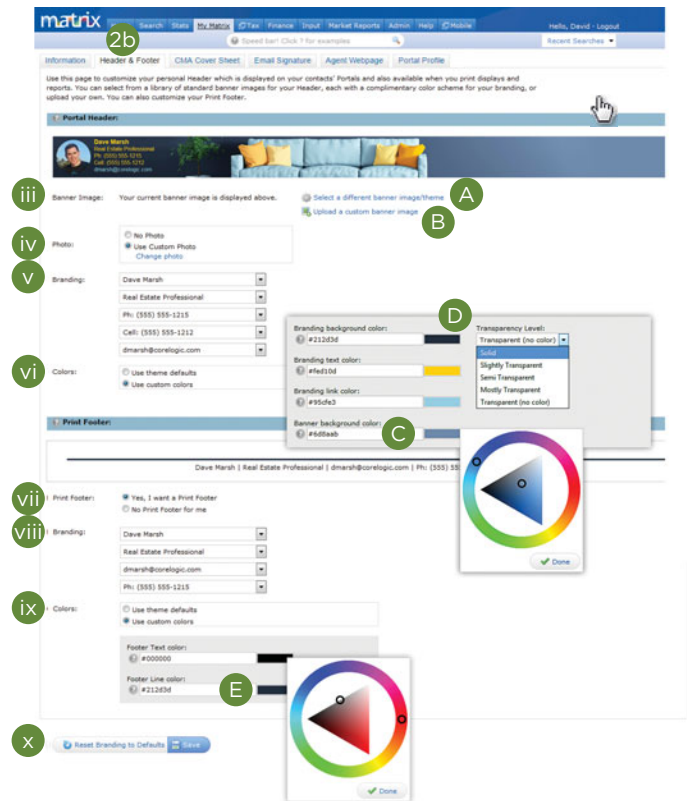 matrix
Search Stats My Matrix Tax Finance Input Market Reports Admin Help Mobile Hello, David - Logout
2b
Speed bar! Click ? for examples Recent Searches
Information Header & Footer CMA Cover Sheet Email Signature Agent Webpage Portal Profile
Use this page to customize your personal Header which is displayed on your contacts' Portals and also available when you print displays and
reports. You can select from a library of standard banner images for your Header, each with a complimentary color scheme for your branding, or
upload your own. You can also customize your Print Footer.
Portal Header:
Dave Marsh
Real Estate Professional
Ph: (555) 555-1215
Cell: (555) 555-1212
dmarsh@corelogic.com
iii Banner Image: Your current banner image is displayed above. Select a different banner image/theme A
Upload a custom banner image B
iv Photo: No Photo
Use Custom Photo
Change photo
v Branding: Dave Marsh
Real Estate Professional
Ph: (555) 555-1215
Cell: (555) 555-1212
dmarsh@corelogic.com
vi Colors: Use theme defaults
Use custom colors
D
Branding background color: Transparency Level:
#212d3d Transparent (no color)
Solid
Branding text color: Slightly Transparent
#fed10d Semi Transparent
Mostly Transparent
Branding link color: Transparent (no color)
#95cfe3
Banner background color:
#6d8aab C
Print Footer:
Dave Marsh | Real Estate Professional | dmarsh@corelogic.com | Ph: (555) 55
Done
vii Print Footer: Yes, I want a Print Footer
No Print Footer for me
viii Branding: Dave Marsh
Real Estate Professional
dmarsh@corelogic.com
Ph: (555) 555-1215
ix Colors: Use theme defaults
Use custom colors
Footer Text color:
#000000
Footer Line color:
#212d3d E
Done
x Reset Branding to Defaults Save